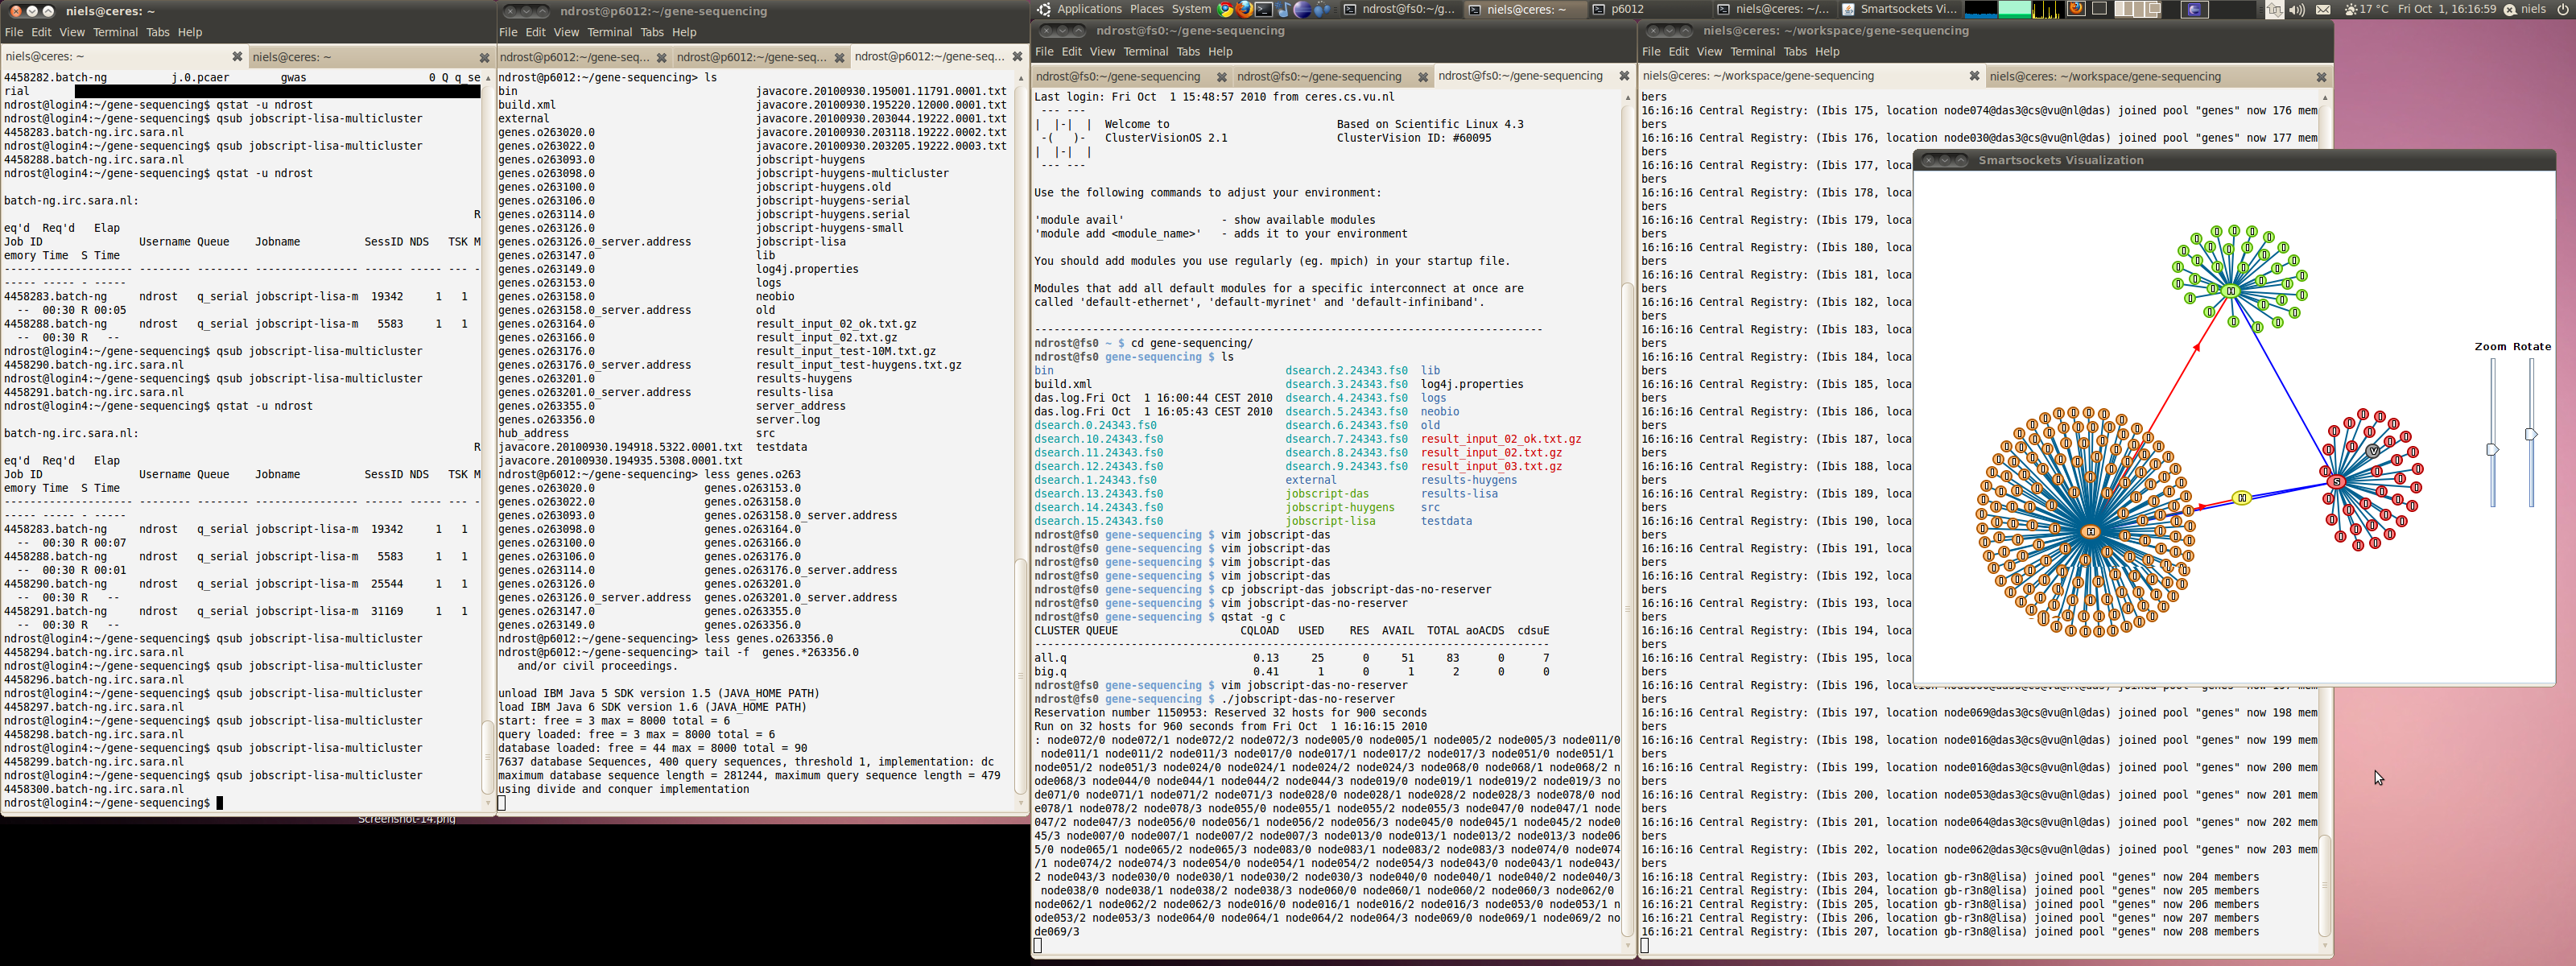 niels@ceres: ~
File Edit View Terminal Tabs Help
niels@ceres: ~
niels@ceres: ~
4458282.batch-ng j.0.pcaer gwas 0 Q q_se
rial
ndrost@login4:~/gene-sequencing$ qstat -u ndrost
ndrost@login4:~/gene-sequencing$ qsub jobscript-lisa-multicluster
4458283.batch-ng.irc.sara.nl
ndrost@login4:~/gene-sequencing$ qsub jobscript-lisa-multicluster
4458288.batch-ng.irc.sara.nl
ndrost@login4:~/gene-sequencing$ qstat -u ndrost
batch-ng.irc.sara.nl:
R
eq'd Req'd Elap
Job ID Username Queue Jobname SessID NDS TSK M
emory Time S Time
-------------------- -------- -------- ---------------- ------ ----- --- -
----- ----- - -----
4458283.batch-ng ndrost q_serial jobscript-lisa-m 19342 1 1
-- 00:30 R 00:05
4458288.batch-ng ndrost q_serial jobscript-lisa-m 5583 1 1
-- 00:30 R --
ndrost@login4:~/gene-sequencing$ qsub jobscript-lisa-multicluster
4458290.batch-ng.irc.sara.nl
ndrost@login4:~/gene-sequencing$ qsub jobscript-lisa-multicluster
4458291.batch-ng.irc.sara.nl
ndrost@login4:~/gene-sequencing$ qstat -u ndrost
batch-ng.irc.sara.nl:
R
eq'd Req'd Elap
Job ID Username Queue Jobname SessID NDS TSK M
emory Time S Time
-------------------- -------- -------- ---------------- ------ ----- --- -
----- ----- - -----
4458283.batch-ng ndrost q_serial jobscript-lisa-m 19342 1 1
-- 00:30 R 00:07
4458288.batch-ng ndrost q_serial jobscript-lisa-m 5583 1 1
-- 00:30 R 00:01
4458290.batch-ng ndrost q_serial jobscript-lisa-m 25544 1 1
-- 00:30 R --
4458291.batch-ng ndrost q_serial jobscript-lisa-m 31169 1 1
-- 00:30 R --
ndrost@login4:~/gene-sequencing$ qsub jobscript-lisa-multicluster
4458294.batch-ng.irc.sara.nl
ndrost@login4:~/gene-sequencing$ qsub jobscript-lisa-multicluster
4458296.batch-ng.irc.sara.nl
ndrost@login4:~/gene-sequencing$ qsub jobscript-lisa-multicluster
4458297.batch-ng.irc.sara.nl
ndrost@login4:~/gene-sequencing$ qsub jobscript-lisa-multicluster
4458298.batch-ng.irc.sara.nl
ndrost@login4:~/gene-sequencing$ qsub jobscript-lisa-multicluster
4458299.batch-ng.irc.sara.nl
ndrost@login4:~/gene-sequencing$ qsub jobscript-lisa-multicluster
4458300.batch-ng.irc.sara.nl
ndrost@login4:~/gene-sequencing$
Screenshot-14.png
ndrost@p6012:~/gene-sequencing
File Edit View Terminal Tabs Help
ndrost@p6012:~/gene-seq...
ndrost@p6012:~/gene-seq...
ndrost@p6012:~/gene-seq...
ndrost@p6012:~/gene-sequencing> ls
bin javacore.20100930.195001.11791.0001.txt
build.xml javacore.20100930.195220.12000.0001.txt
external javacore.20100930.203044.19222.0001.txt
genes.o263020.0 javacore.20100930.203118.19222.0002.txt
genes.o263022.0 javacore.20100930.203205.19222.0003.txt
genes.o263093.0 jobscript-huygens
genes.o263098.0 jobscript-huygens-multicluster
genes.o263100.0 jobscript-huygens.old
genes.o263106.0 jobscript-huygens-serial
genes.o263114.0 jobscript-huygens.serial
genes.o263126.0 jobscript-huygens-small
genes.o263126.0_server.address jobscript-lisa
genes.o263147.0 lib
genes.o263149.0 log4j.properties
genes.o263153.0 logs
genes.o263158.0 neobio
genes.o263158.0_server.address old
genes.o263164.0 result_input_02_ok.txt.gz
genes.o263166.0 result_input_02.txt.gz
genes.o263176.0 result_input_test-10M.txt.gz
genes.o263176.0_server.address result_input_test-huygens.txt.gz
genes.o263201.0 results-huygens
genes.o263201.0_server.address results-lisa
genes.o263355.0 server_address
genes.o263356.0 server.log
hub_address src
javacore.20100930.194918.5322.0001.txt testdata
javacore.20100930.194935.5308.0001.txt
ndrost@p6012:~/gene-sequencing> less genes.o263
genes.o263020.0 genes.o263153.0
genes.o263022.0 genes.o263158.0
genes.o263093.0 genes.o263158.0_server.address
genes.o263098.0 genes.o263164.0
genes.o263100.0 genes.o263166.0
genes.o263106.0 genes.o263176.0
genes.o263114.0 genes.o263176.0_server.address
genes.o263126.0 genes.o263201.0
genes.o263126.0_server.address genes.o263201.0_server.address
genes.o263147.0 genes.o263355.0
genes.o263149.0 genes.o263356.0
ndrost@p6012:~/gene-sequencing> less genes.o263356.0
ndrost@p6012:~/gene-sequencing> tail -f genes.*263356.0
and/or civil proceedings.
unload IBM Java 5 SDK version 1.5 (JAVA_HOME PATH)
load IBM Java 6 SDK version 1.6 (JAVA_HOME PATH)
start: free = 3 max = 8000 total = 6
query loaded: free = 3 max = 8000 total = 6
database loaded: free = 44 max = 8000 total = 90
7637 database Sequences, 400 query sequences, threshold 1, implementation: dc
maximum database sequence length = 281244, maximum query sequence length = 479
using divide and conquer implementation
Applications Places System
ndrost@fs0:~/g...
niels@ceres: ~
p6012
niels@ceres: ~/...
Smartsockets Vi...
17 °C Fri Oct 1, 16:16:59 niels
ndrost@fs0:~/gene-sequencing
File Edit View Terminal Tabs Help
ndrost@fs0:~/gene-sequencing
ndrost@fs0:~/gene-sequencing
ndrost@fs0:~/gene-sequencing
Last login: Fri Oct 1 15:48:57 2010 from ceres.cs.vu.nl
--- ---
| |-| | Welcome to Based on Scientific Linux 4.3
-( )- ClusterVisionOS 2.1 ClusterVision ID: #60095
| |-| |
--- ---
Use the following commands to adjust your environment:
'module avail' - show available modules
'module add <module_name>' - adds it to your environment
You should add modules you use regularly (eg. mpich) in your startup file.
Modules that add all default modules for a specific interconnect at once are
called 'default-ethernet', 'default-myrinet' and 'default-infiniband'.
-------------------------------------------------------------------------------
ndrost@fs0 ~ $ cd gene-sequencing/
ndrost@fs0 gene-sequencing $ ls
bin dsearch.2.24343.fs0 lib
build.xml dsearch.3.24343.fs0 log4j.properties
das.log.Fri Oct 1 16:00:44 CEST 2010 dsearch.4.24343.fs0 logs
das.log.Fri Oct 1 16:05:43 CEST 2010 dsearch.5.24343.fs0 neobio
dsearch.0.24343.fs0 dsearch.6.24343.fs0 old
dsearch.10.24343.fs0 dsearch.7.24343.fs0 result_input_02_ok.txt.gz
dsearch.11.24343.fs0 dsearch.8.24343.fs0 result_input_02.txt.gz
dsearch.12.24343.fs0 dsearch.9.24343.fs0 result_input_03.txt.gz
dsearch.1.24343.fs0 external results-huygens
dsearch.13.24343.fs0 jobscript-das results-lisa
dsearch.14.24343.fs0 jobscript-huygens src
dsearch.15.24343.fs0 jobscript-lisa testdata
ndrost@fs0 gene-sequencing $ vim jobscript-das
ndrost@fs0 gene-sequencing $ vim jobscript-das
ndrost@fs0 gene-sequencing $ vim jobscript-das
ndrost@fs0 gene-sequencing $ vim jobscript-das
ndrost@fs0 gene-sequencing $ cp jobscript-das jobscript-das-no-reserver
ndrost@fs0 gene-sequencing $ vim jobscript-das-no-reserver
ndrost@fs0 gene-sequencing $ qstat -g c
CLUSTER QUEUE CQLOAD USED RES AVAIL TOTAL aoACDS cdsuE
-------------------------------------------------------------------------------
all.q 0.13 25 0 51 83 0 7
big.q 0.41 1 0 1 2 0 0
ndrost@fs0 gene-sequencing $ vim jobscript-das-no-reserver
ndrost@fs0 gene-sequencing $ ./jobscript-das-no-reserver
Reservation number 1150953: Reserved 32 hosts for 900 seconds
Run on 32 hosts for 960 seconds from Fri Oct 1 16:16:15 2010
: node072/0 node072/1 node072/2 node072/3 node005/0 node005/1 node005/2 node005/3 node011/0
node011/1 node011/2 node011/3 node017/0 node017/1 node017/2 node017/3 node051/0 node051/1
node051/2 node051/3 node024/0 node024/1 node024/2 node024/3 node068/0 node068/1 node068/2 n
ode068/3 node044/0 node044/1 node044/2 node044/3 node019/0 node019/1 node019/2 node019/3 no
de071/0 node071/1 node071/2 node071/3 node028/0 node028/1 node028/2 node028/3 node078/0 nod
e078/1 node078/2 node078/3 node055/0 node055/1 node055/2 node055/3 node047/0 node047/1 node
047/2 node047/3 node056/0 node056/1 node056/2 node056/3 node045/0 node045/1 node045/2 node0
45/3 node007/0 node007/1 node007/2 node007/3 node013/0 node013/1 node013/2 node013/3 node06
5/0 node065/1 node065/2 node065/3 node083/0 node083/1 node083/2 node083/3 node074/0 node074
/1 node074/2 node074/3 node054/0 node054/1 node054/2 node054/3 node043/0 node043/1 node043/
2 node043/3 node030/0 node030/1 node030/2 node030/3 node040/0 node040/1 node040/2 node040/3
node038/0 node038/1 node038/2 node038/3 node060/0 node060/1 node060/2 node060/3 node062/0
node062/1 node062/2 node062/3 node016/0 node016/1 node016/2 node016/3 node053/0 node053/1 n
ode053/2 node053/3 node064/0 node064/1 node064/2 node064/3 node069/0 node069/1 node069/2 no
de069/3
niels@ceres: ~/workspace/gene-sequencing
File Edit View Terminal Tabs Help
niels@ceres: ~/workspace/gene-sequencing
niels@ceres: ~/workspace/gene-sequencing
bers
16:16:16 Central Registry: (Ibis 175, location node074@das3@cs@vu@nl@das) joined pool "genes" now 176 mem
bers
16:16:16 Central Registry: (Ibis 176, location node030@das3@cs@vu@nl@das) joined pool "genes" now 177 mem
bers
16:16:16 Central Registry: (Ibis 177, loca
bers
16:16:16 Central Registry: (Ibis 178, loca
bers
16:16:16 Central Registry: (Ibis 179, loca
bers
16:16:16 Central Registry: (Ibis 180, loca
bers
16:16:16 Central Registry: (Ibis 181, loca
bers
16:16:16 Central Registry: (Ibis 182, loca
bers
16:16:16 Central Registry: (Ibis 183, loca
bers
16:16:16 Central Registry: (Ibis 184, loca
bers
16:16:16 Central Registry: (Ibis 185, loca
bers
16:16:16 Central Registry: (Ibis 186, loca
bers
16:16:16 Central Registry: (Ibis 187, loca
bers
16:16:16 Central Registry: (Ibis 188, loca
bers
16:16:16 Central Registry: (Ibis 189, loca
bers
16:16:16 Central Registry: (Ibis 190, loca
bers
16:16:16 Central Registry: (Ibis 191, loca
bers
16:16:16 Central Registry: (Ibis 192, loca
bers
16:16:16 Central Registry: (Ibis 193, loca
bers
16:16:16 Central Registry: (Ibis 194, loca
bers
16:16:16 Central Registry: (Ibis 195, loca
bers
16:16:16 Central Registry: (Ibis 196, loca
bers
16:16:16 Central Registry: (Ibis 197, location node069@das3@cs@vu@nl@das) joined pool "genes" now 198 mem
bers
16:16:16 Central Registry: (Ibis 198, location node016@das3@cs@vu@nl@das) joined pool "genes" now 199 mem
bers
16:16:16 Central Registry: (Ibis 199, location node016@das3@cs@vu@nl@das) joined pool "genes" now 200 mem
bers
16:16:16 Central Registry: (Ibis 200, location node053@das3@cs@vu@nl@das) joined pool "genes" now 201 mem
bers
16:16:16 Central Registry: (Ibis 201, location node064@das3@cs@vu@nl@das) joined pool "genes" now 202 mem
bers
16:16:16 Central Registry: (Ibis 202, location node062@das3@cs@vu@nl@das) joined pool "genes" now 203 mem
bers
16:16:18 Central Registry: (Ibis 203, location gb-r3n8@lisa) joined pool "genes" now 204 members
16:16:21 Central Registry: (Ibis 204, location gb-r3n8@lisa) joined pool "genes" now 205 members
16:16:21 Central Registry: (Ibis 205, location gb-r3n8@lisa) joined pool "genes" now 206 members
16:16:21 Central Registry: (Ibis 206, location gb-r3n8@lisa) joined pool "genes" now 207 members
16:16:21 Central Registry: (Ibis 207, location gb-r3n8@lisa) joined pool "genes" now 208 members
Smartsockets Visualization
Zoom Rotate
H
H
H
S
V